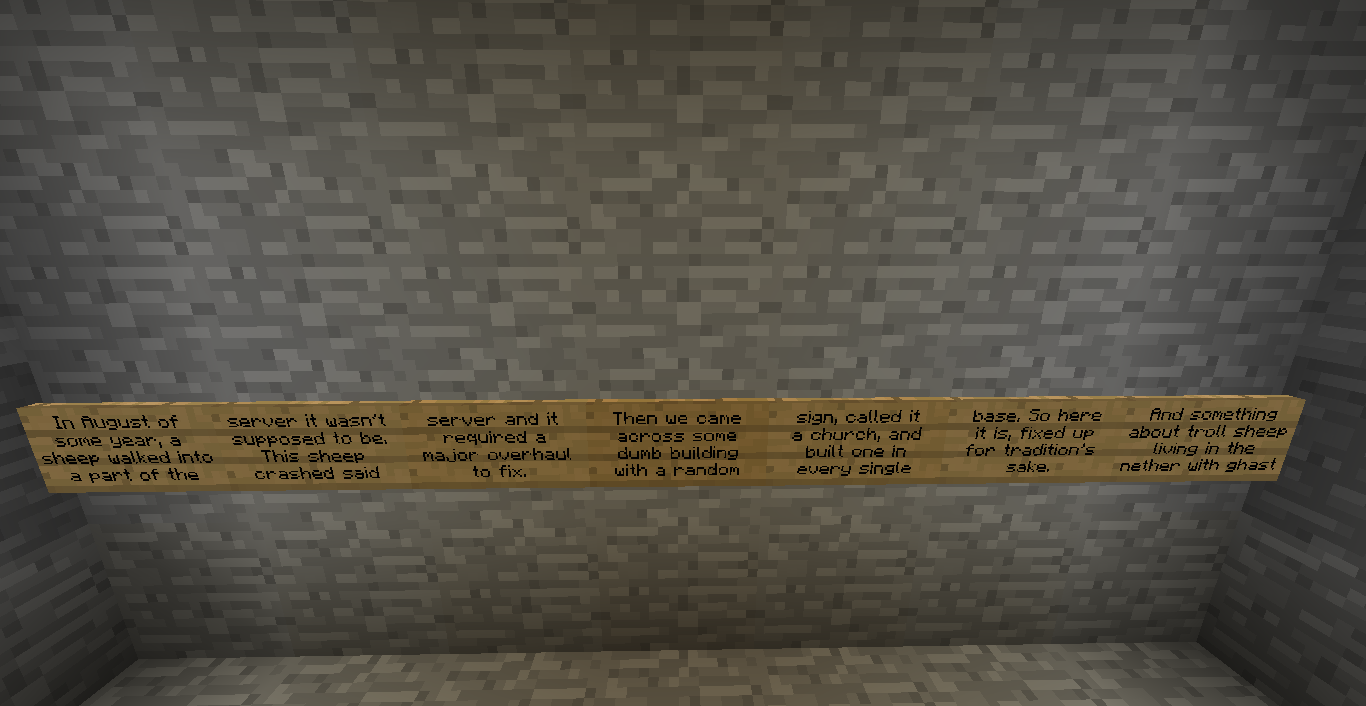 In August of
some year, a
sheep walked into
a part of the
server it wasn't
supposed to be.
This sheep
crashed said
server and it
required a
major overhaul
to fix.
Then we came
across some
dumb building
with a random
sign, called it
a church, and
built one in
every single
base. So here
it is, fixed up
for tradition's
sake.
And something
about troll sheep
living in the
nether with ghast